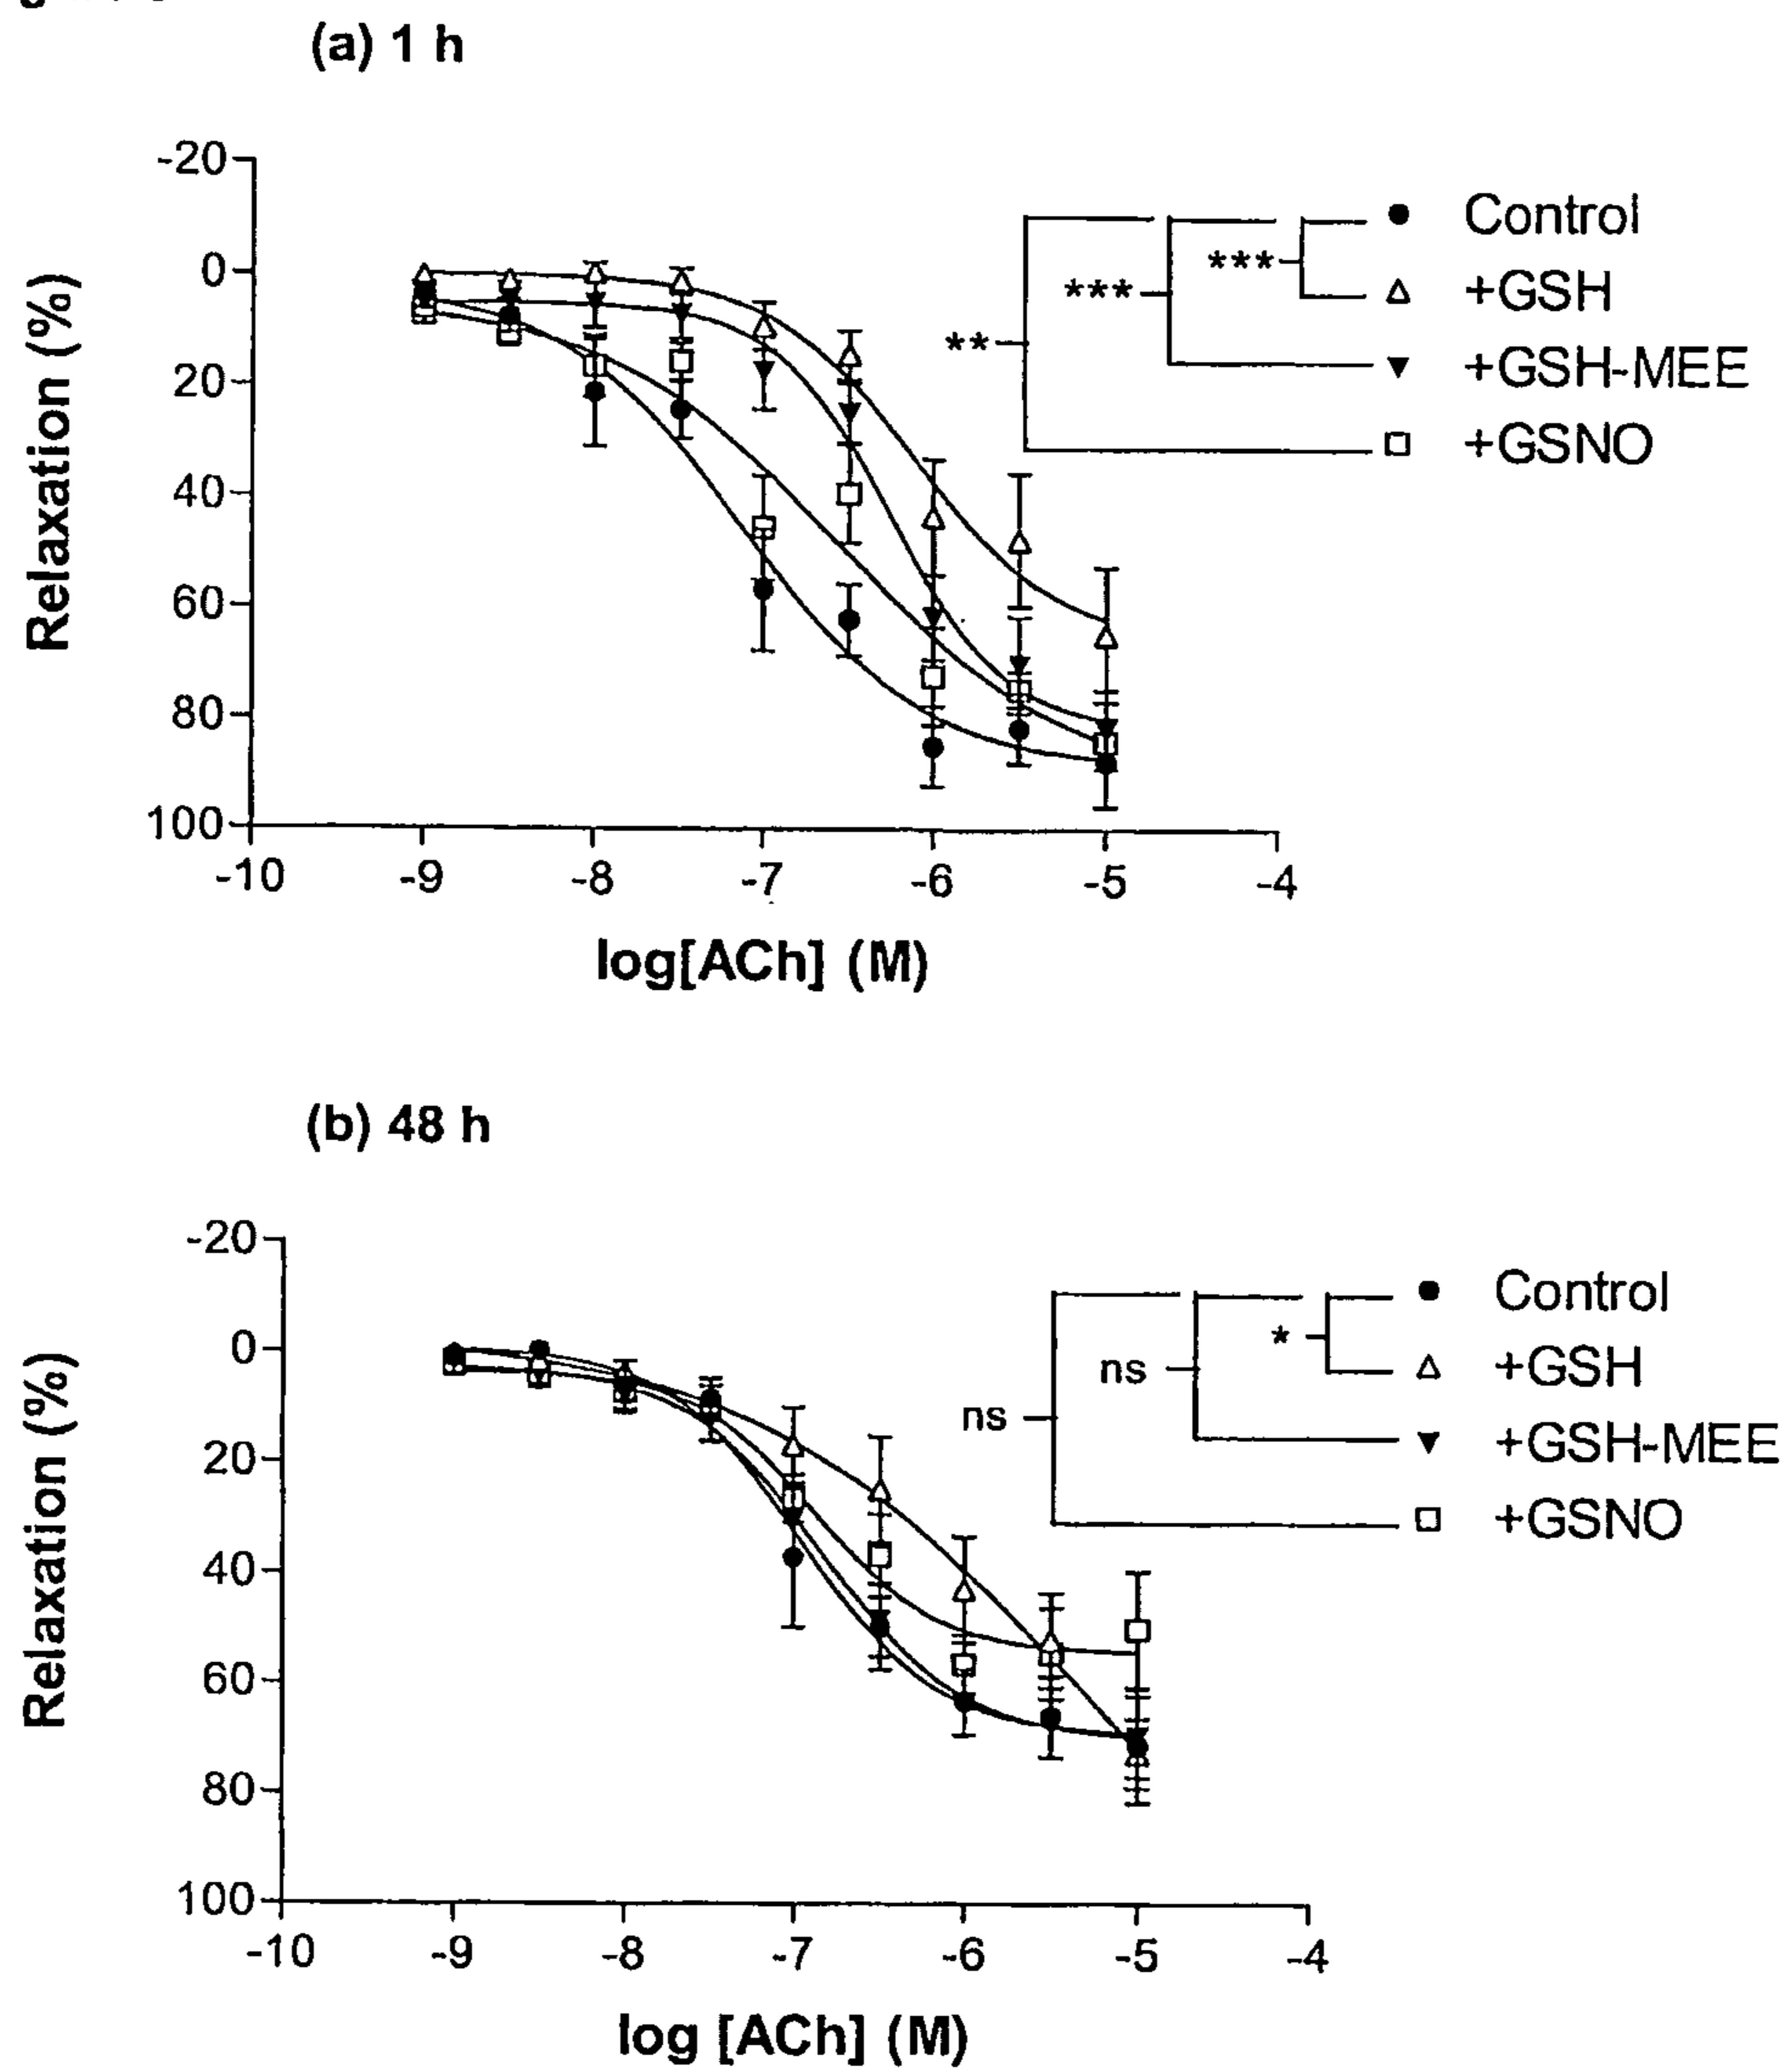 (a) 1 h
-20
0
20
40
60
80
100
Relaxation (%)
-10 -9 -8 -7 -6 -5 -4
log[ACh] (M)
Control
+GSH
+GSH-MEE
+GSNO
***
***
**
(b) 48 h
-20
0
20
40
60
80
100
Relaxation (%)
-10 -9 -8 -7 -6 -5 -4
log [ACh] (M)
Control
+GSH
+GSH-MEE
+GSNO
*
ns
ns